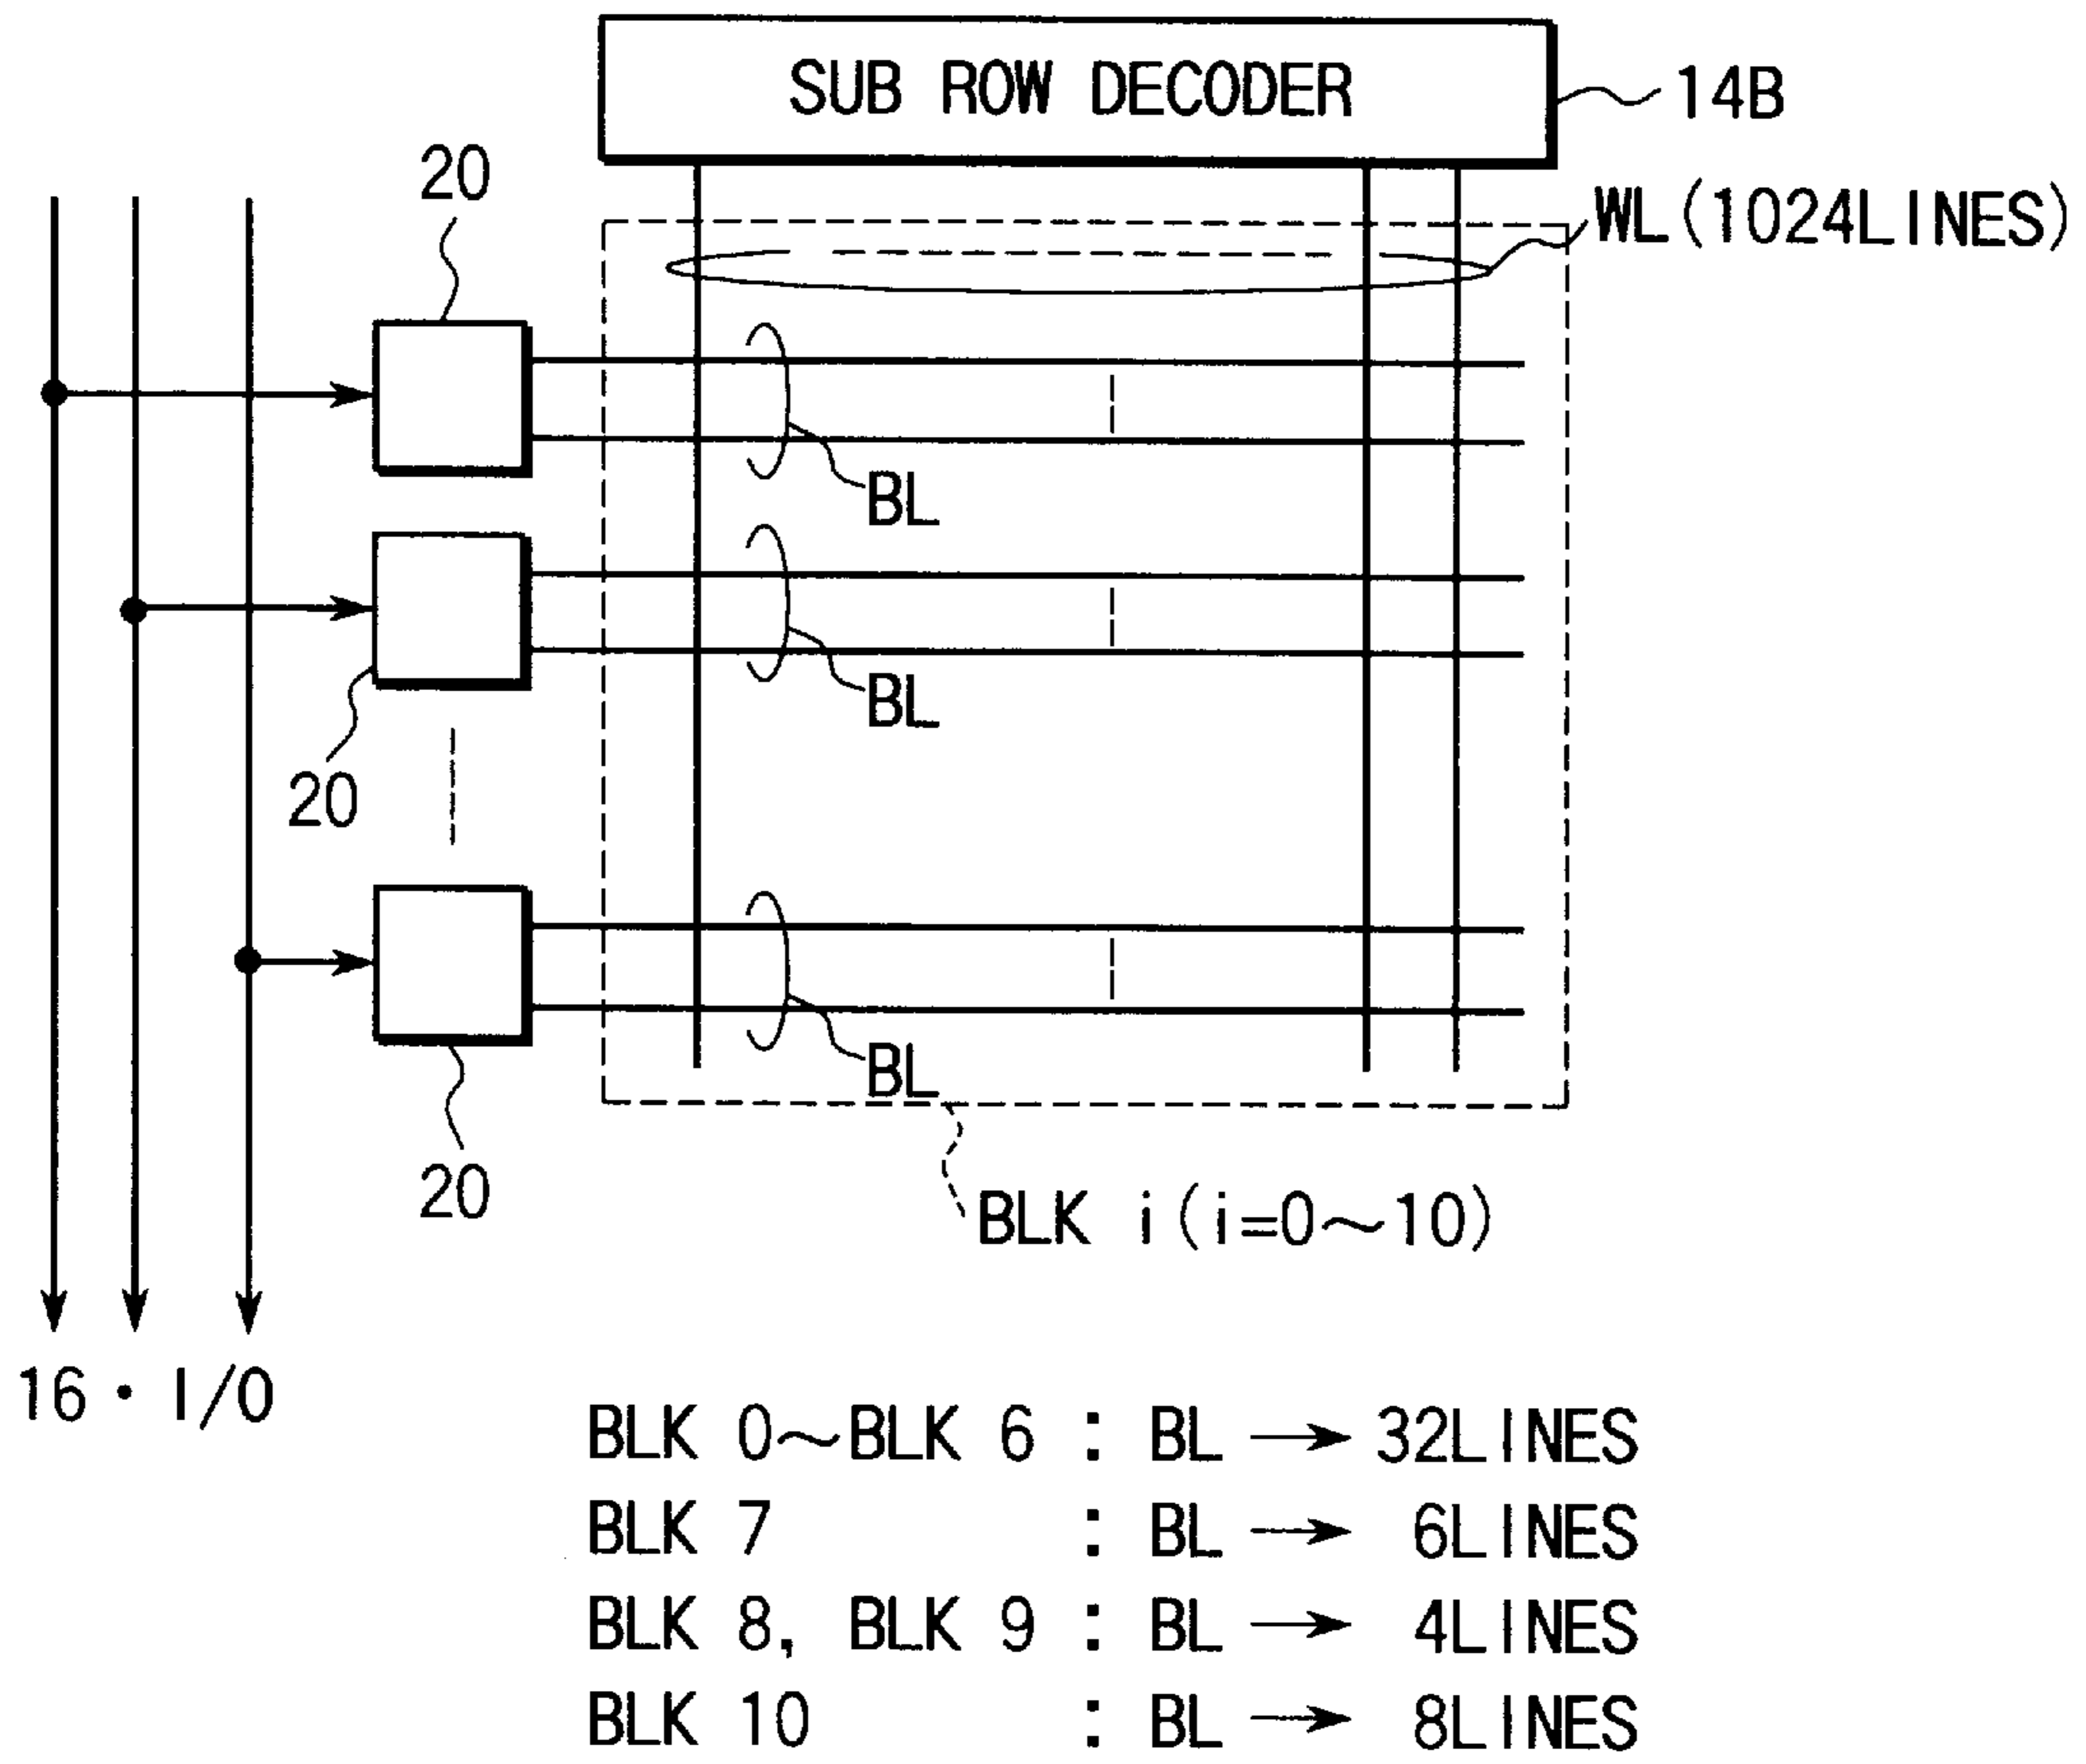 SUB ROW DECODER
14B
20
WL(1024LINES)
BL
BL
20
BL
20
BLK i(i=0~10)
16・I/O
BLK 0~BLK 6 : BL → 32LINES
BLK 7 : BL → 6LINES
BLK 8, BLK 9 : BL → 4LINES
BLK 10 : BL → 8LINES